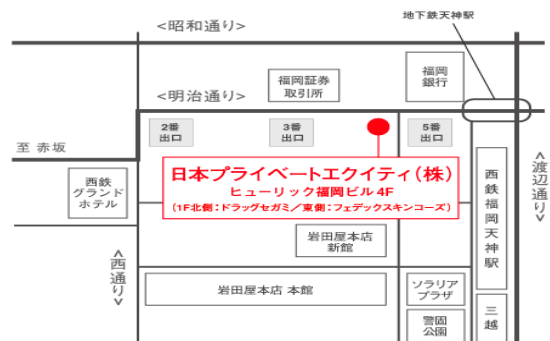 地下鉄天神駅
<昭和通り>
福岡証券
取引所
福岡
銀行
<明治通り>
2番
出口
3番
出口
5番
出口
至 赤坂
日本プライベートエクイティ(株)
ヒューリック福岡ビル 4F
(1F北側:ドラッグセガミ／東側:フェデックスキンコーズ)
西鉄
グランド
ホテル
西鉄福岡天神駅
<渡辺通り>
岩田屋本店
新館
<西通り>
岩田屋本店 本館
ソラリア
プラザ
警固
公園
三越